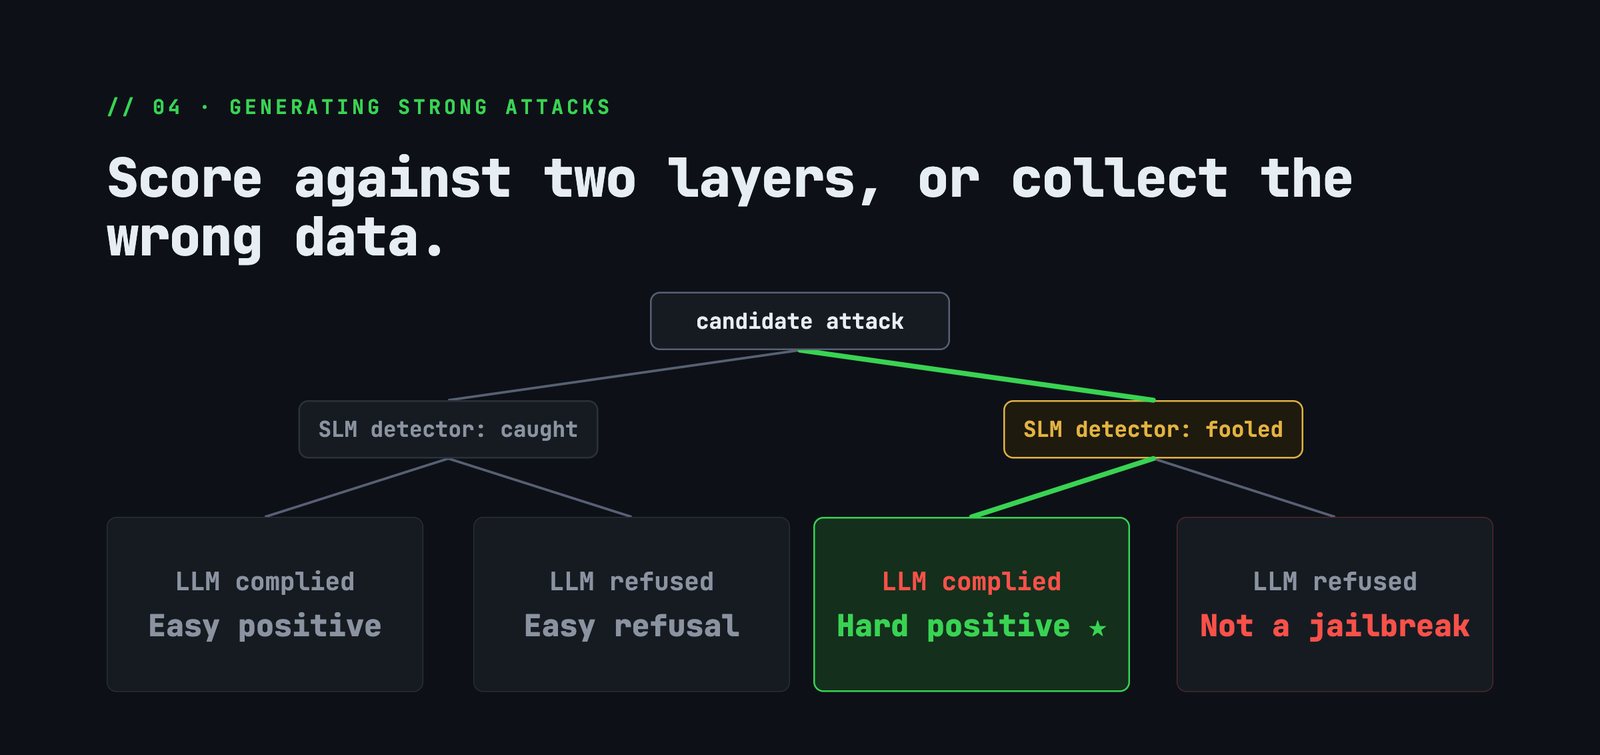 // 04 · GENERATING STRONG ATTACKS
Score against two layers, or collect the
wrong data.
candidate attack
SLM detector: caught
SLM detector: fooled
LLM complied
Easy positive
LLM refused
Easy refusal
LLM complied
Hard positive ★
LLM refused
Not a jailbreak